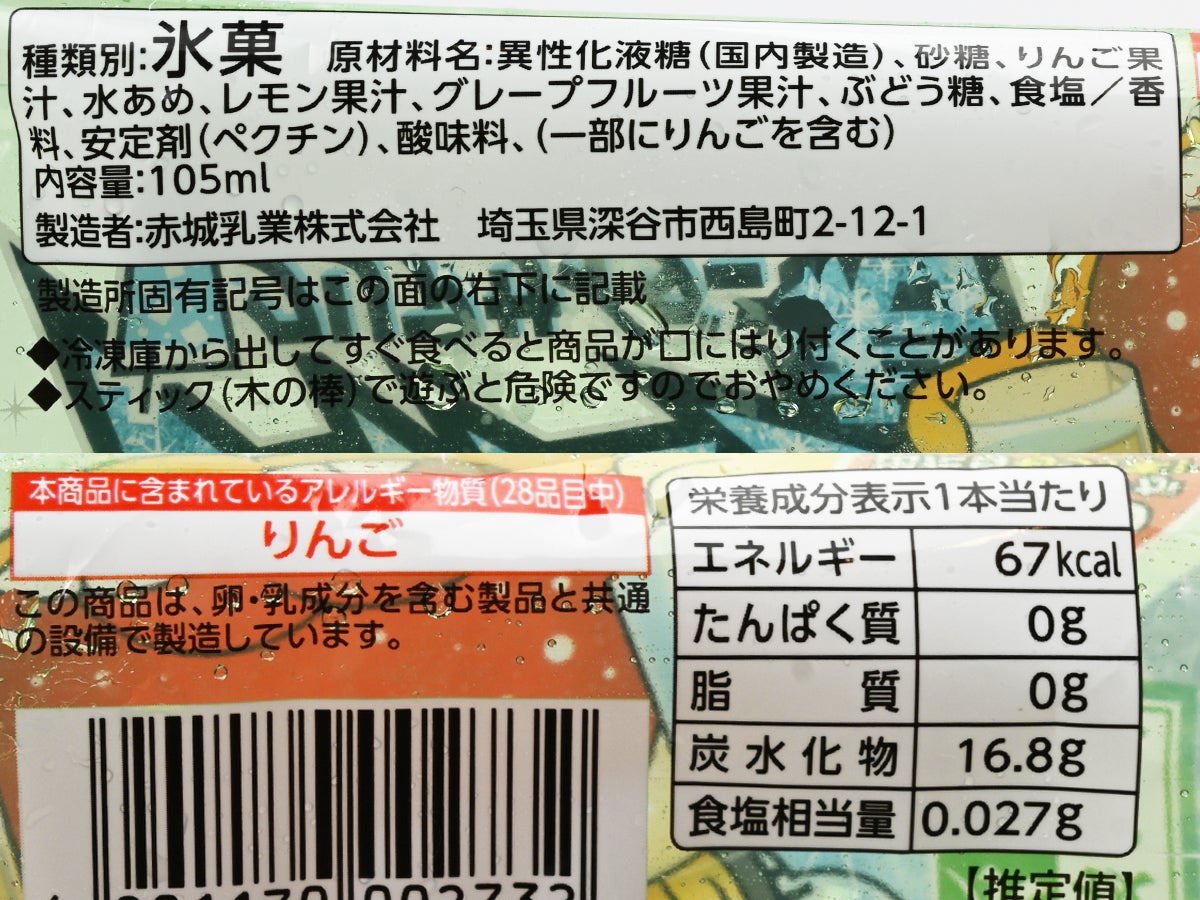 種類別:氷菓　原材料名:異性化液糖(国内製造)、砂糖、りんご果
汁、水あめ、レモン果汁、グレープフルーツ果汁、ぶどう糖、食塩／香
料、安定剤(ペクチン)、酸味料、(一部にりんごを含む)
内容量:105ml
製造者:赤城乳業株式会社　埼玉県深谷市西島町2-12-1
製造所固有記号はこの面の右下に記載
◆冷凍庫から出してすぐ食べると商品が口にはり付くことがあります。
◆スティック(木の棒)で遊ぶと危険ですのでおやめください。
本商品に含まれているアレルギー物質(28品目中)
りんご
この商品は、卵・乳成分を含む製品と共通
の設備で製造しています。
栄養成分表示1本当たり
エネルギー 67kcal
たんぱく質 0g
脂質 0g
炭水化物 16.8g
食塩相当量 0.027g
【推定値】